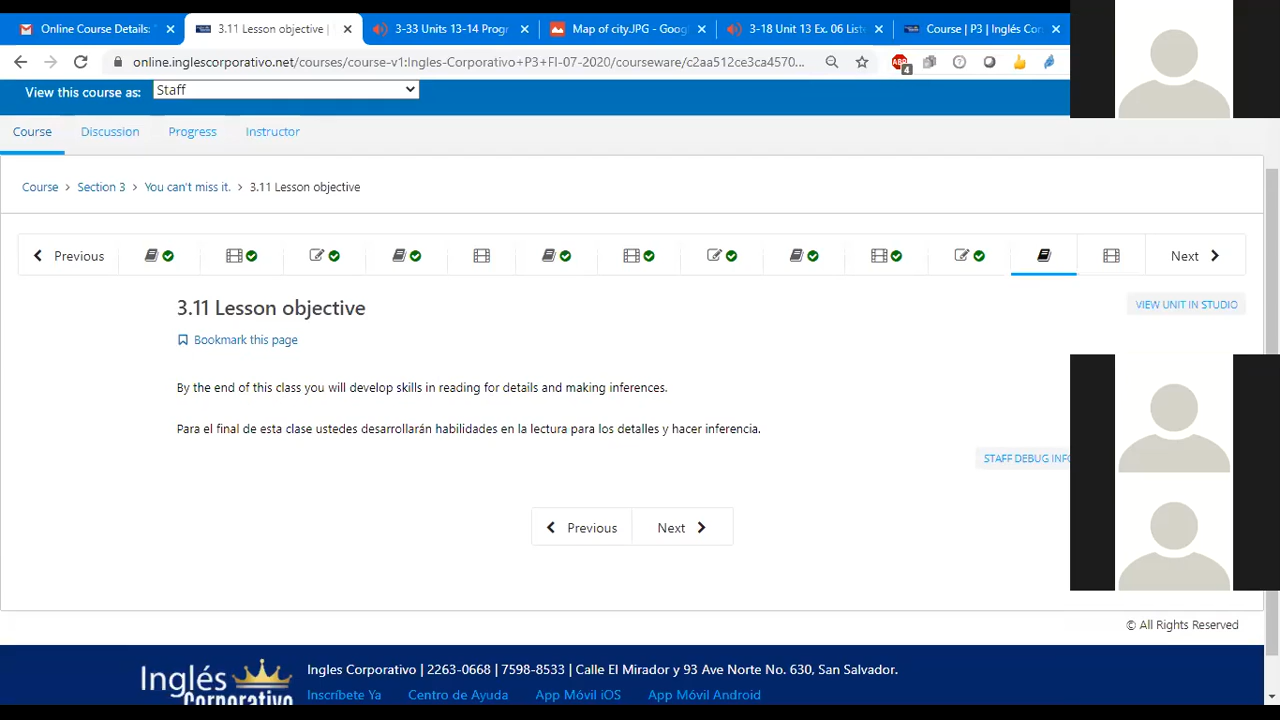 Online Course Details:
3.11 Lesson objective |
3-33 Units 13-14 Progr
Map of city.JPG - Goog
3-18 Unit 13 Ex. 06 Liste
Course | P3 | Inglés Cor
online.inglescorporativo.net/courses/course-v1:Ingles-Corporativo+P3+FI-07-2020/courseware/c2aa512ce3ca4570...
ABP
4
View this course as:
Staff
Course
Discussion
Progress
Instructor
Course > Section 3 > You can't miss it. > 3.11 Lesson objective
Previous
Next
3.11 Lesson objective
VIEW UNIT IN STUDIO
Bookmark this page
By the end of this class you will develop skills in reading for details and making inferences.
Para el final de esta clase ustedes desarrollarán habilidades en la lectura para los detalles y hacer inferencia.
STAFF DEBUG INFO
Previous
Next
© All Rights Reserved
Inglés
Corporativo
Ingles Corporativo | 2263-0668 | 7598-8533 | Calle El Mirador y 93 Ave Norte No. 630, San Salvador.
Inscríbete Ya
Centro de Ayuda
App Móvil iOS
App Móvil Android